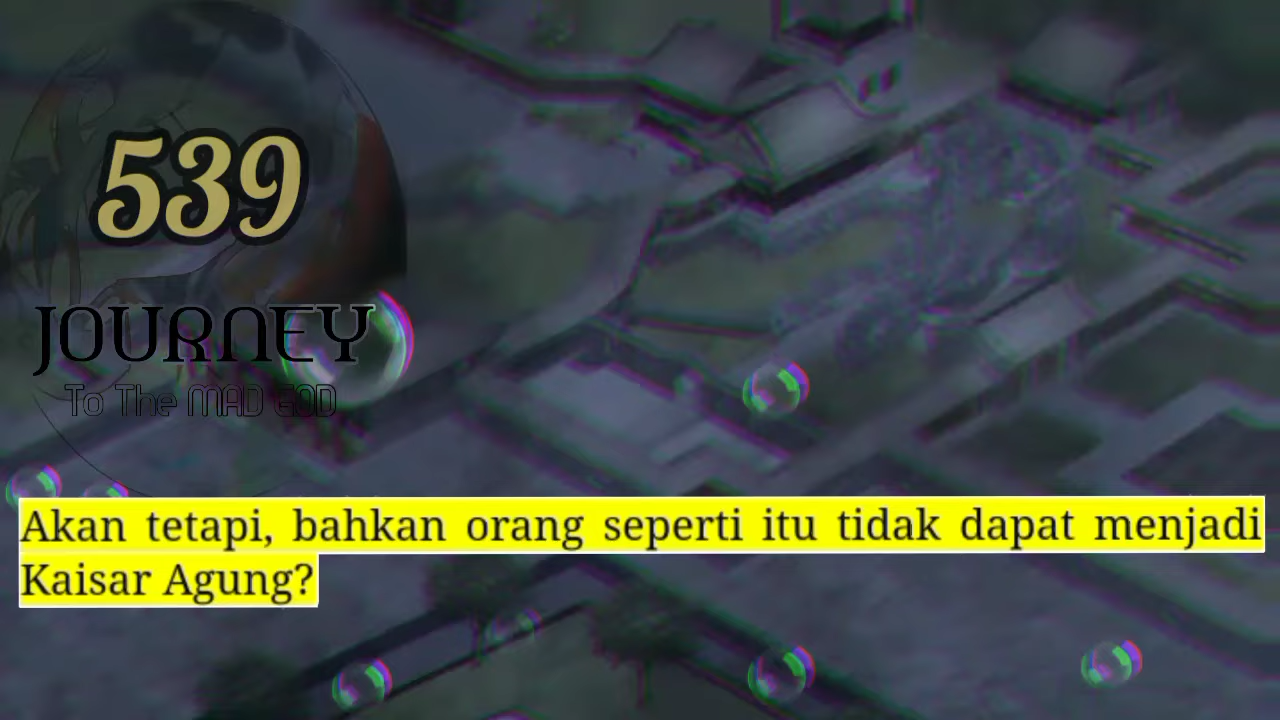 539
JOURNEY
To The MAD GOD
Akan tetapi, bahkan orang seperti itu tidak dapat menjadi
Kaisar Agung?